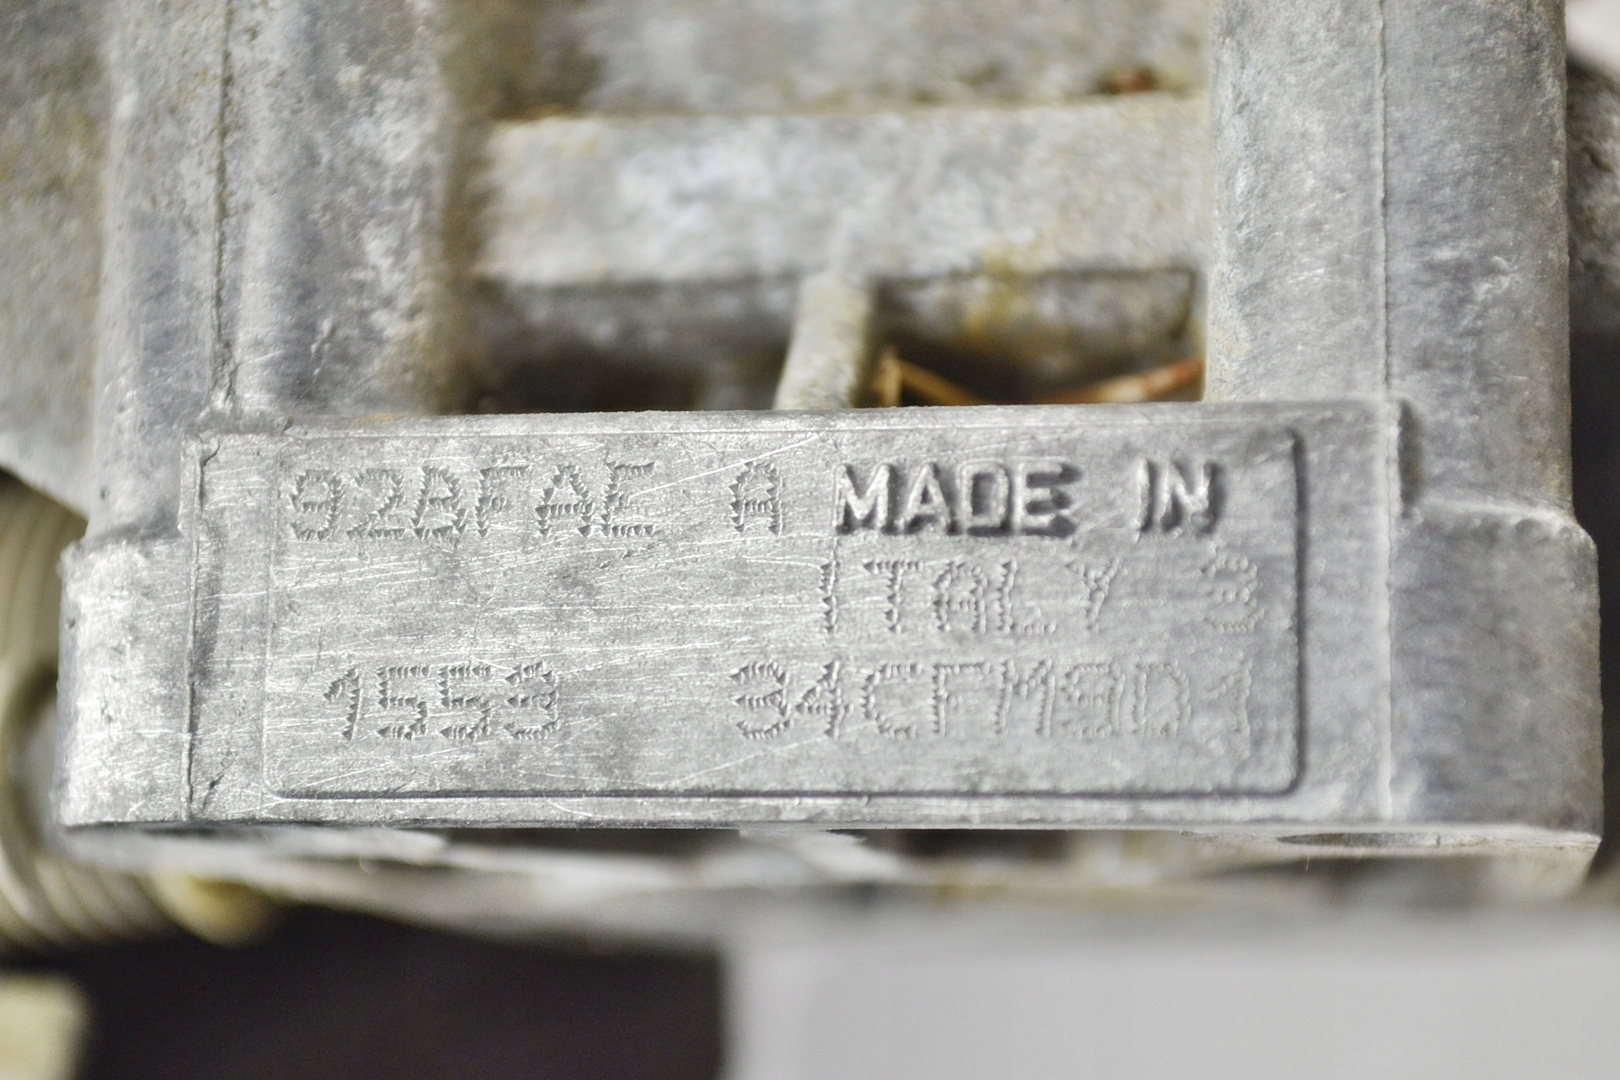 92BFAE A MADE IN
ITALY 3
1553 34CFM9D1